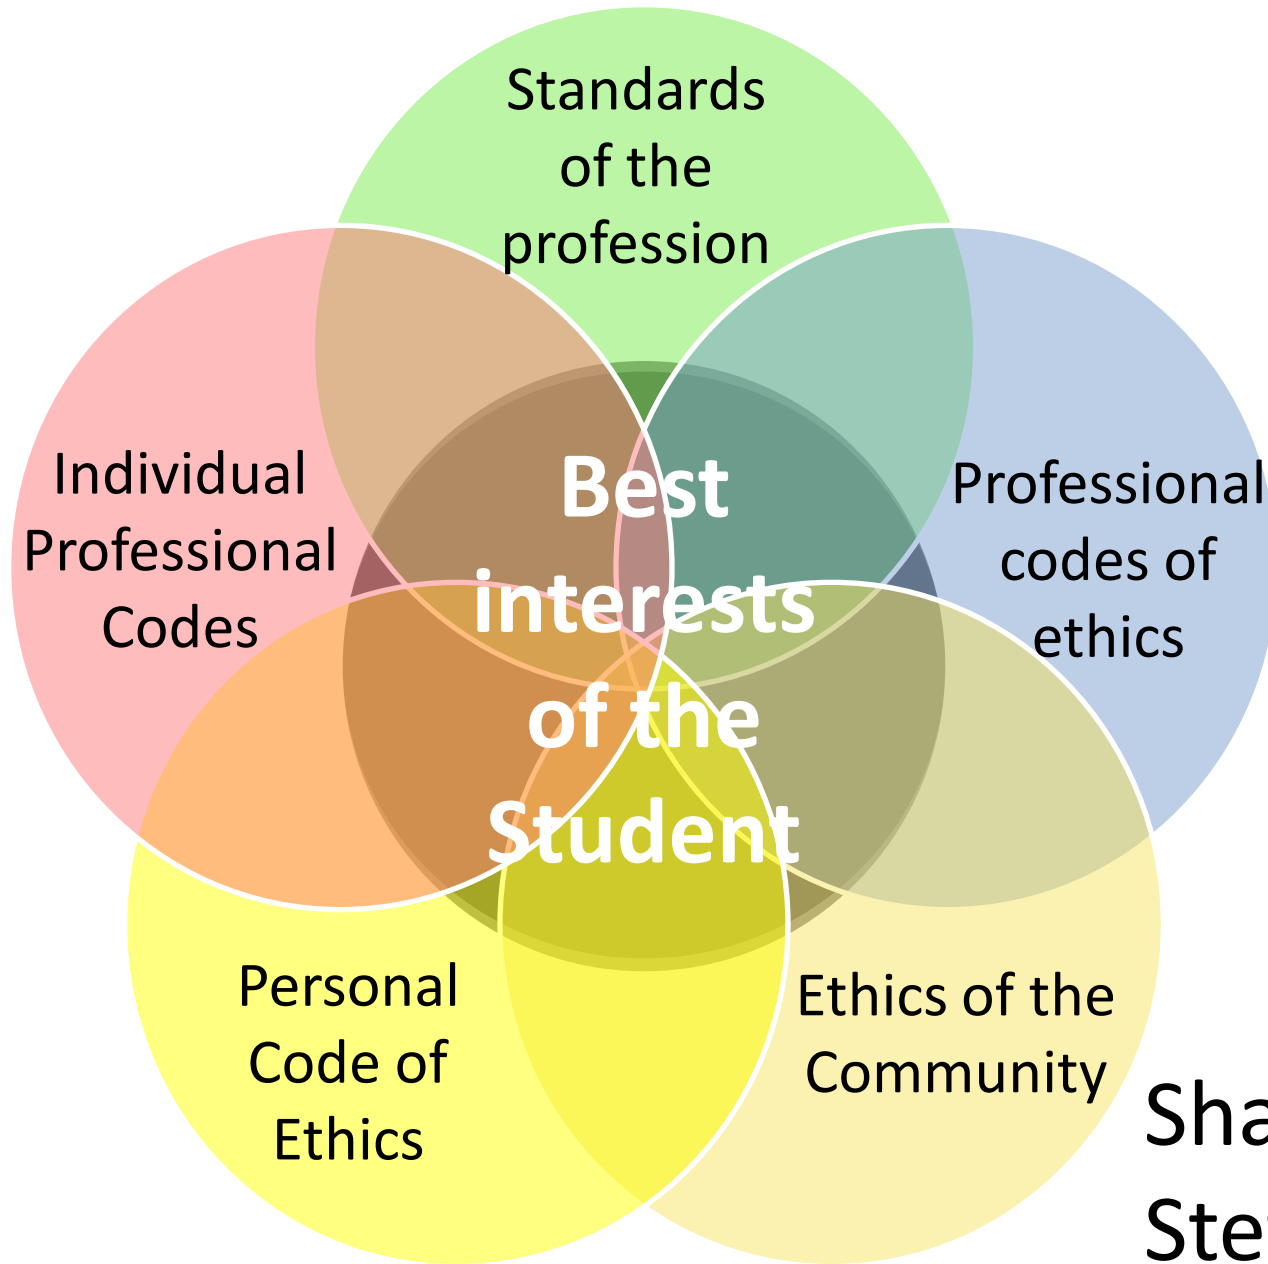 Standards
of the
profession
Individual
Professional
Codes
Professional
codes of
ethics
Best
interests
of the
Student
Personal
Code of
Ethics
Ethics of the
Community